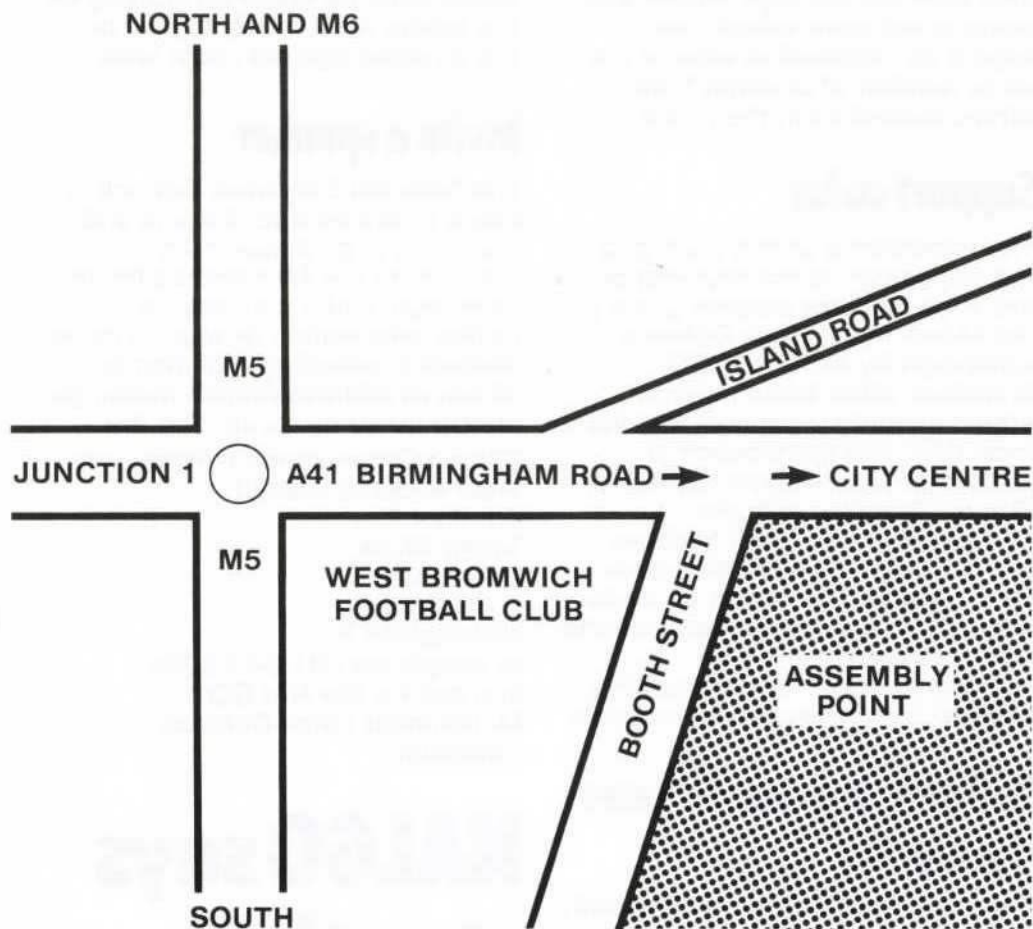 NORTH AND M6
ISLAND ROAD
M5
JUNCTION 1
A41 BIRMINGHAM ROAD
CITY CENTRE
M5
WEST BROMWICH
FOOTBALL CLUB
BOOTH STREET
ASSEMBLY
POINT
SOUTH